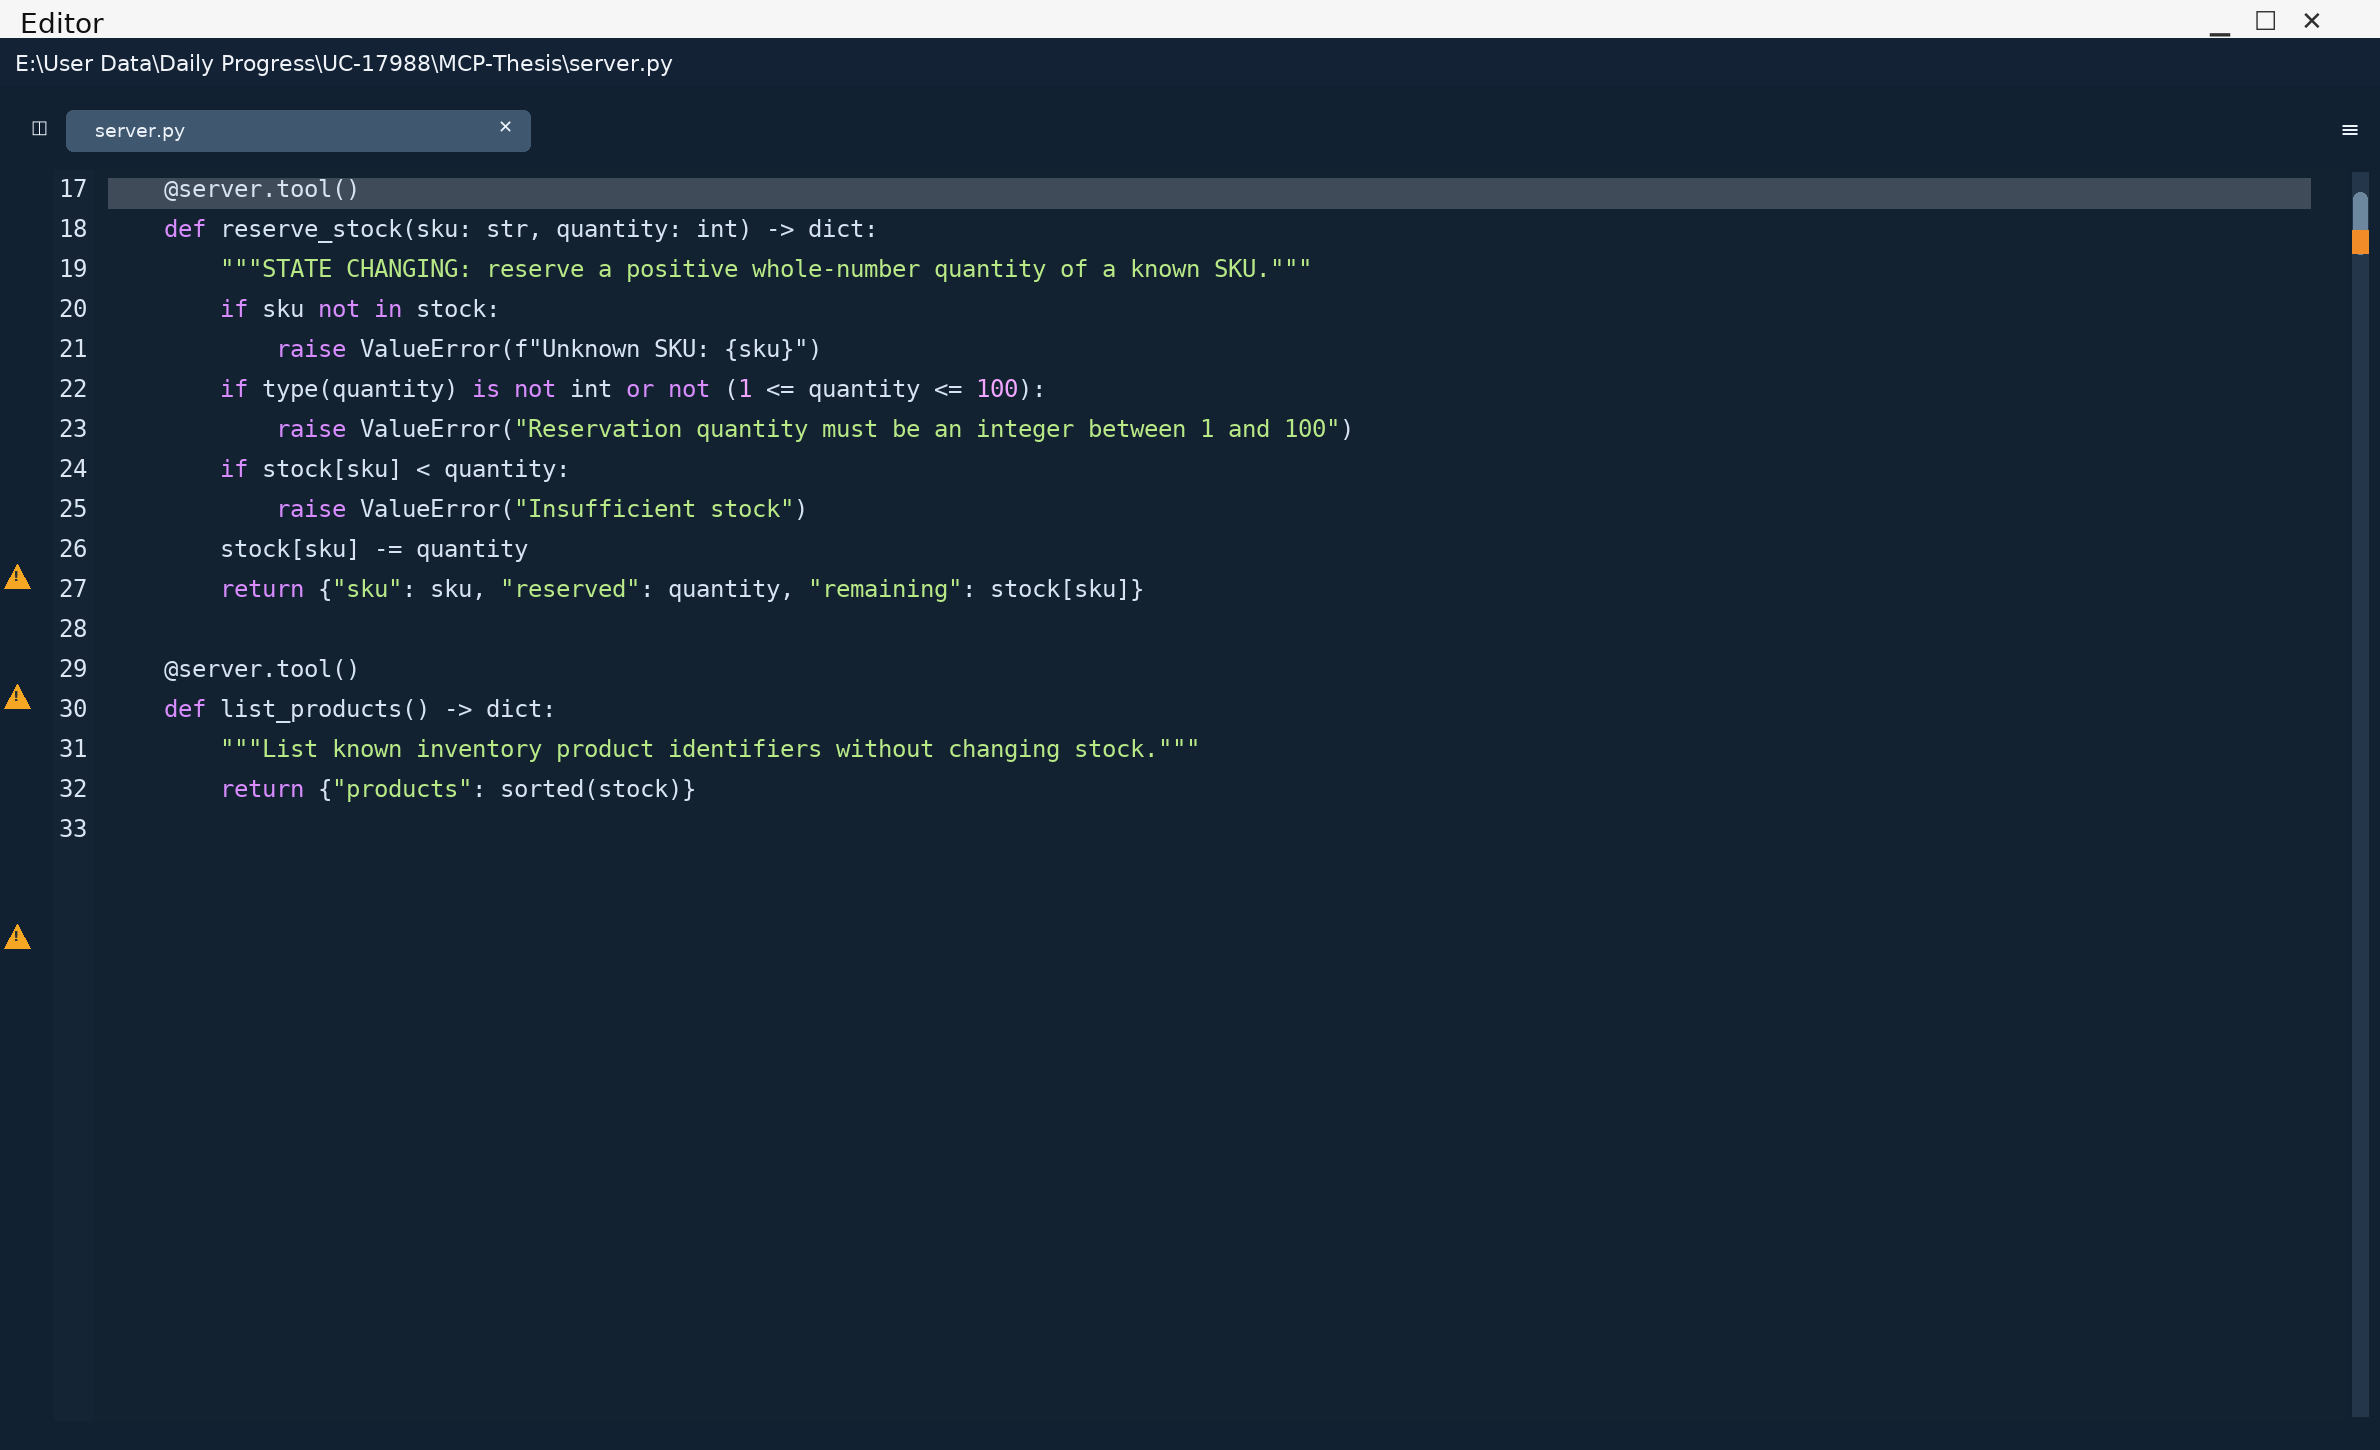 Editor
E:\User Data\Daily Progress\UC-17988\MCP-Thesis\server.py
server.py
17     @server.tool()
18     def reserve_stock(sku: str, quantity: int) -> dict:
19         """STATE CHANGING: reserve a positive whole-number quantity of a known SKU."""
20         if sku not in stock:
21             raise ValueError(f"Unknown SKU: {sku}")
22         if type(quantity) is not int or not (1 <= quantity <= 100):
23             raise ValueError("Reservation quantity must be an integer between 1 and 100")
24         if stock[sku] < quantity:
25             raise ValueError("Insufficient stock")
26         stock[sku] -= quantity
27         return {"sku": sku, "reserved": quantity, "remaining": stock[sku]}
28
29     @server.tool()
30     def list_products() -> dict:
31         """List known inventory product identifiers without changing stock."""
32         return {"products": sorted(stock)}
33